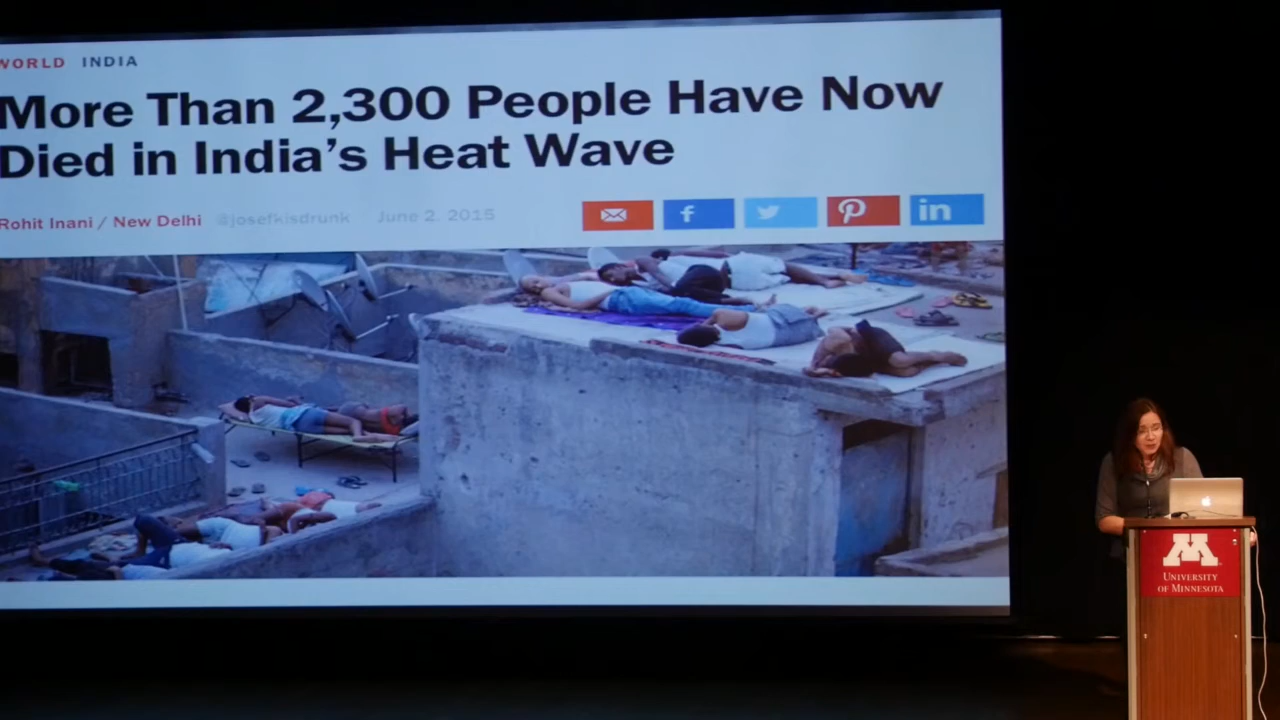 WORLD INDIA
More Than 2,300 People Have Now
Died in India's Heat Wave
Rohit Inani / New Delhi @josefkisdrunk June 2, 2015
f
in
M
UNIVERSITY
OF MINNESOTA